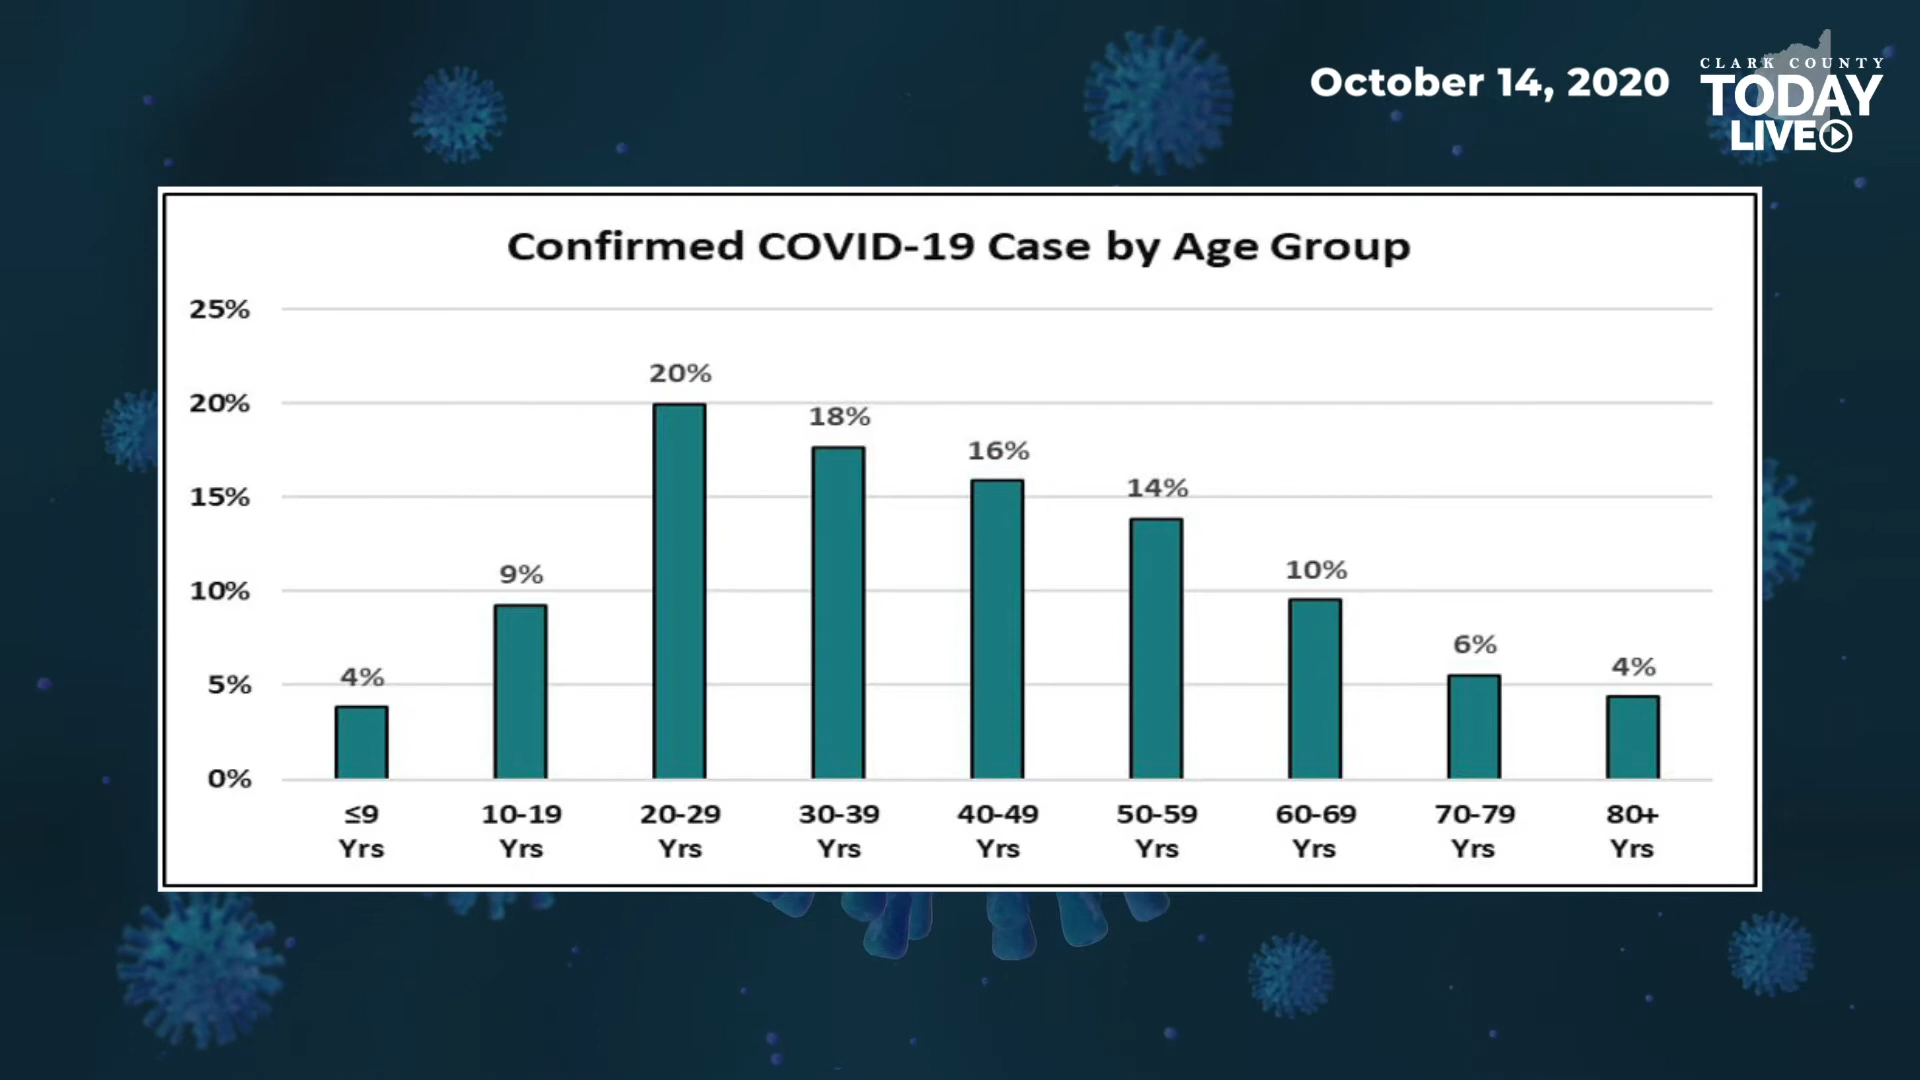 October 14, 2020
CLARK COUNTY
TODAY
LIVE
Confirmed COVID-19 Case by Age Group
25%
20%
15%
10%
5%
0%
4%
9%
20%
18%
16%
14%
10%
6%
4%
≤9 Yrs
10-19 Yrs
20-29 Yrs
30-39 Yrs
40-49 Yrs
50-59 Yrs
60-69 Yrs
70-79 Yrs
80+ Yrs